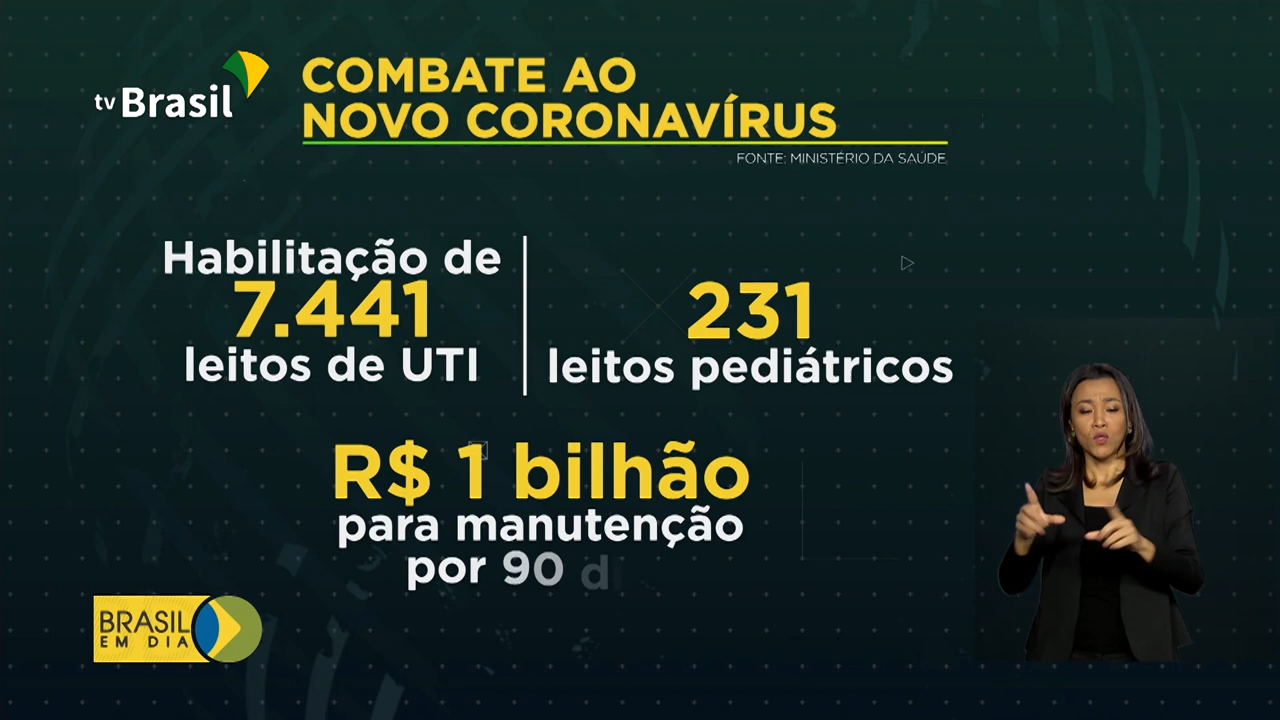 tv Brasil
COMBATE AO
NOVO CORONAVÍRUS
FONTE: MINISTÉRIO DA SAÚDE
Habilitação de
7.441
leitos de UTI
231
leitos pediátricos
R$ 1 bilhão
para manutenção
por 90 d
BRASIL
EM DIA